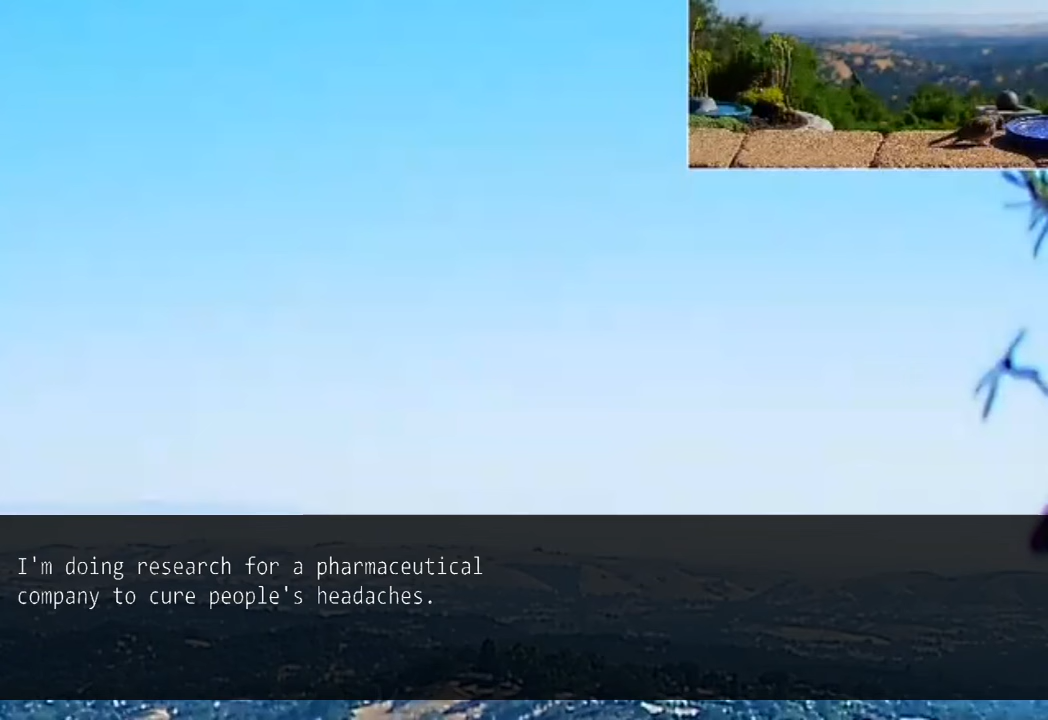 I'm doing research for a pharmaceutical
company to cure people's headaches.